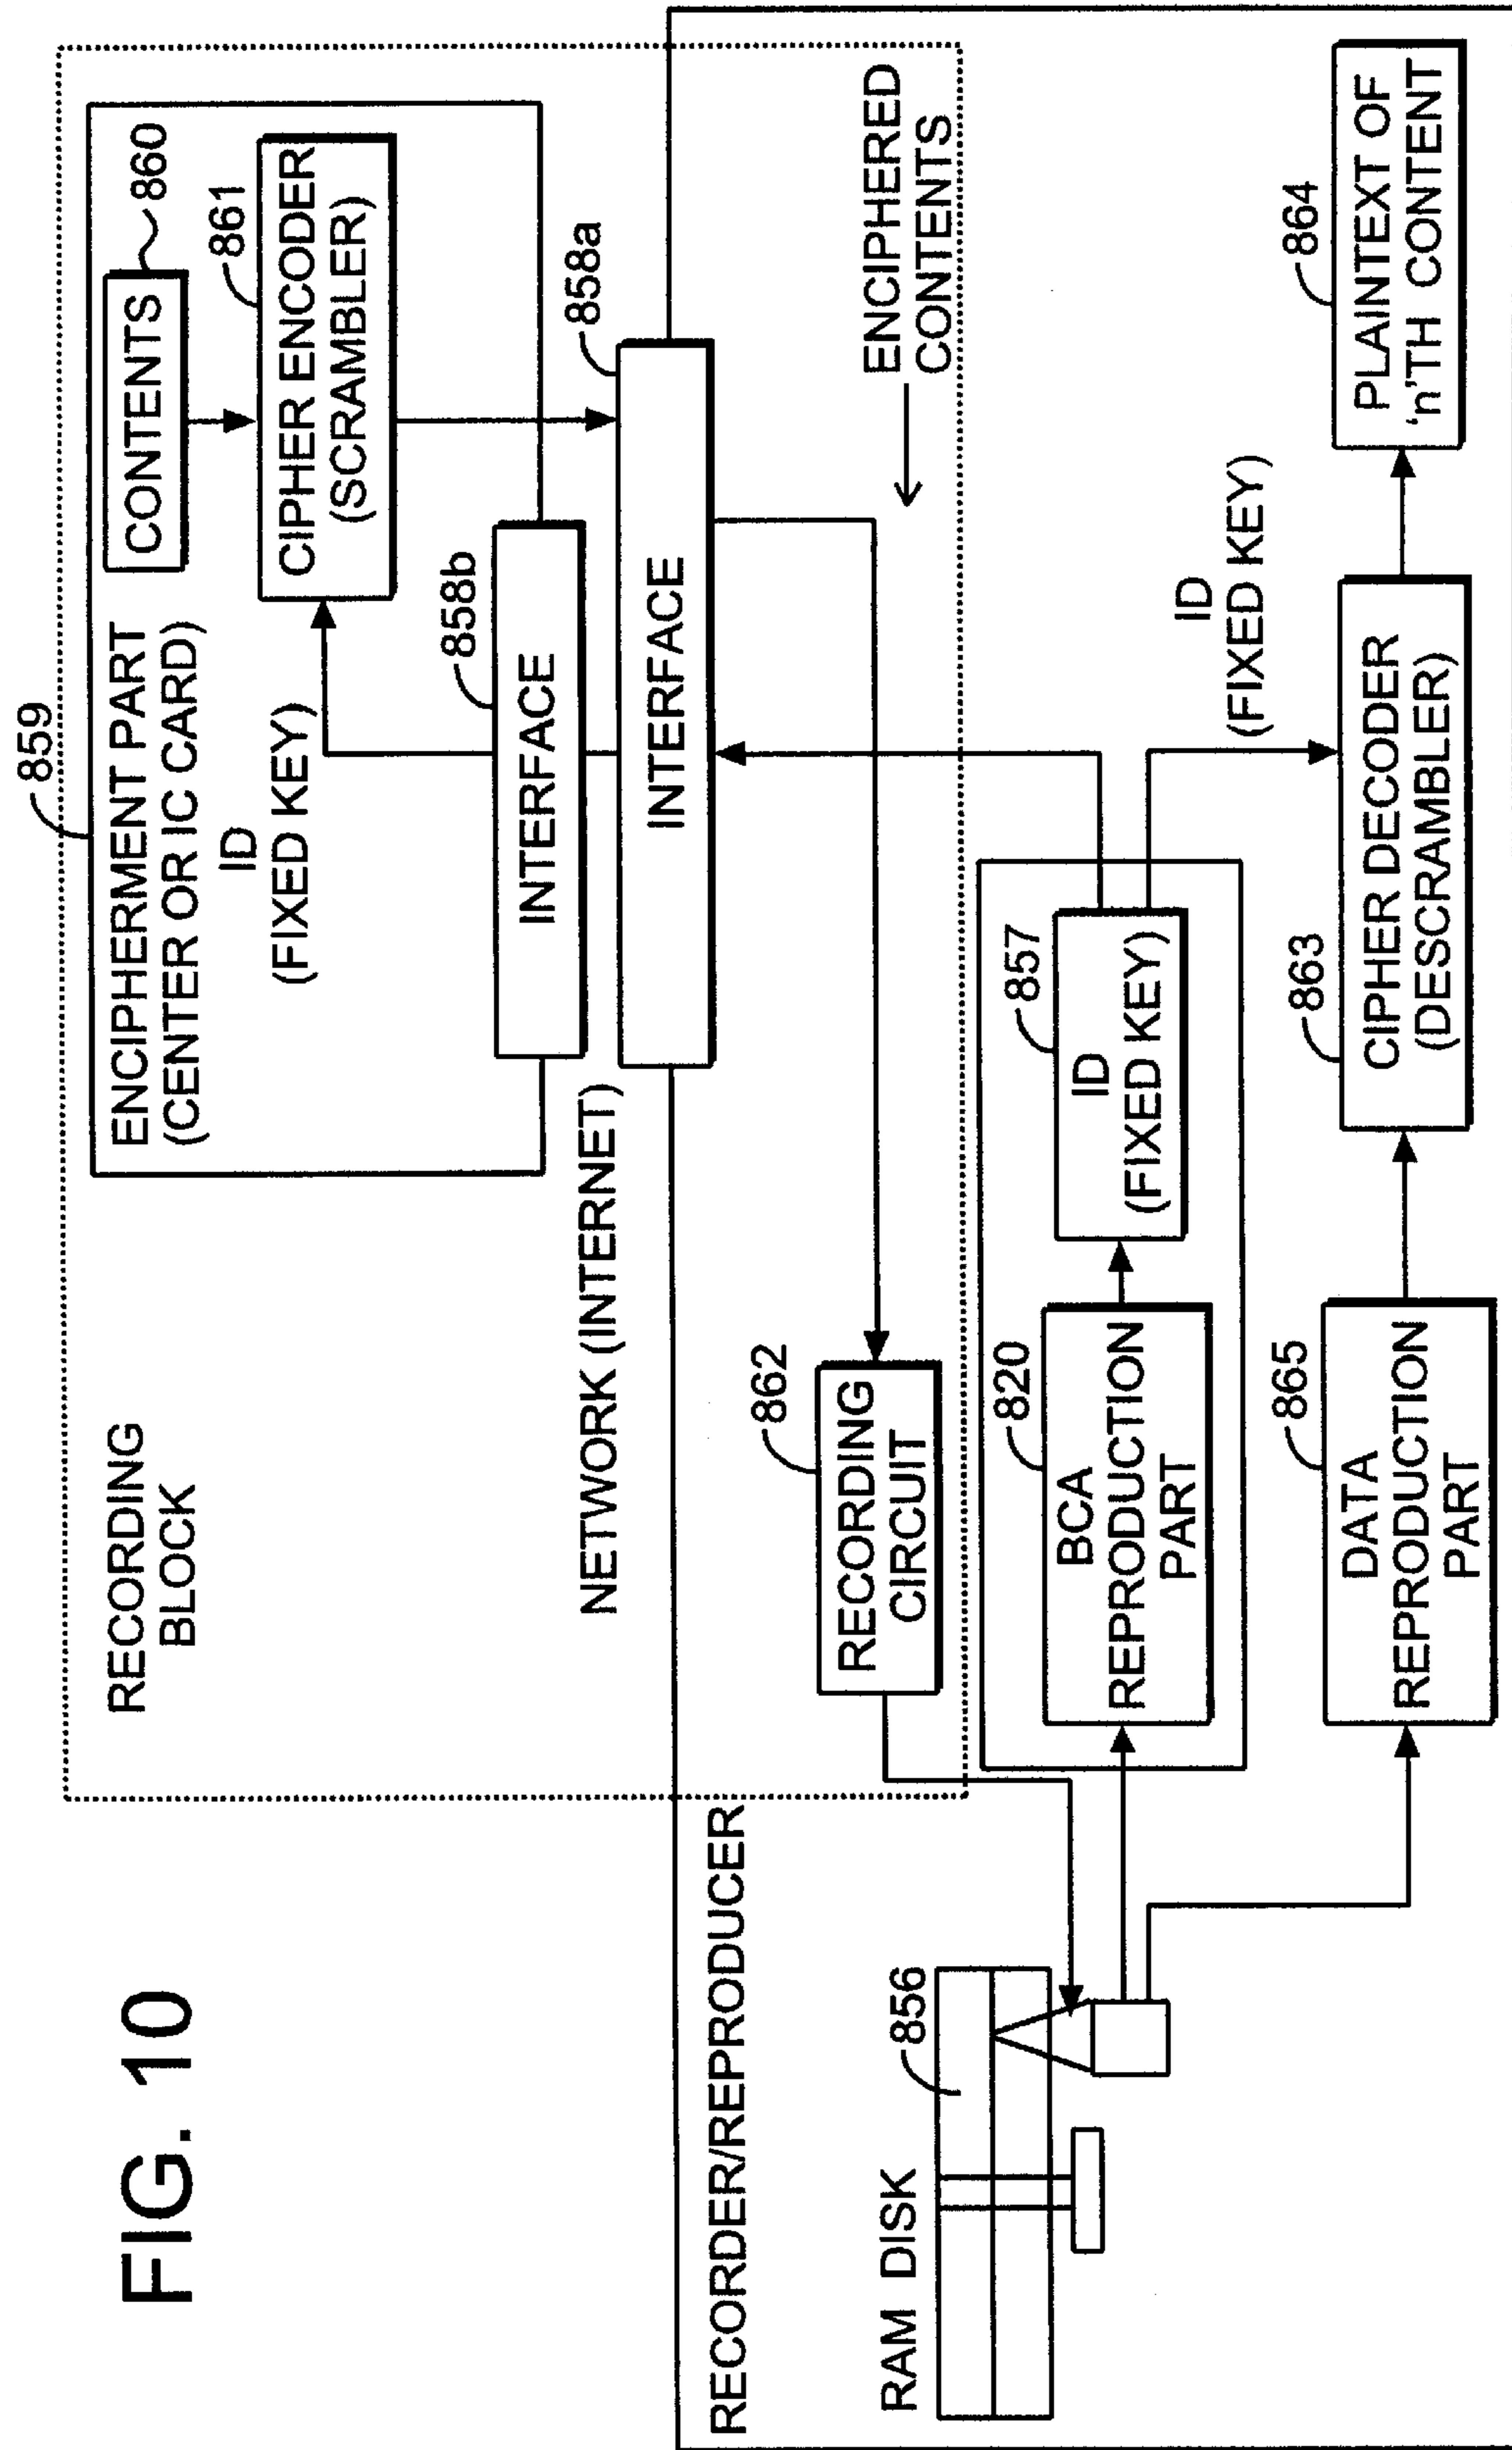 FIG. 10
RECORDING
BLOCK
859
ENCIPHERMENT PART
(CENTER OR IC CARD)
ID
(FIXED KEY)
CONTENTS
860
861
CIPHER ENCODER
(SCRAMBLER)
858b
INTERFACE
858a
INTERFACE
NETWORK (INTERNET)
ENCIPHERED
CONTENTS
RECORDER/REPRODUCER
862
RECORDING
CIRCUIT
RAM DISK
856
820
BCA
REPRODUCTION
PART
857
ID
(FIXED KEY)
ID
(FIXED KEY)
865
DATA
REPRODUCTION
PART
863
CIPHER DECODER
(DESCRAMBLER)
864
PLAINTEXT OF
'n'TH CONTENT